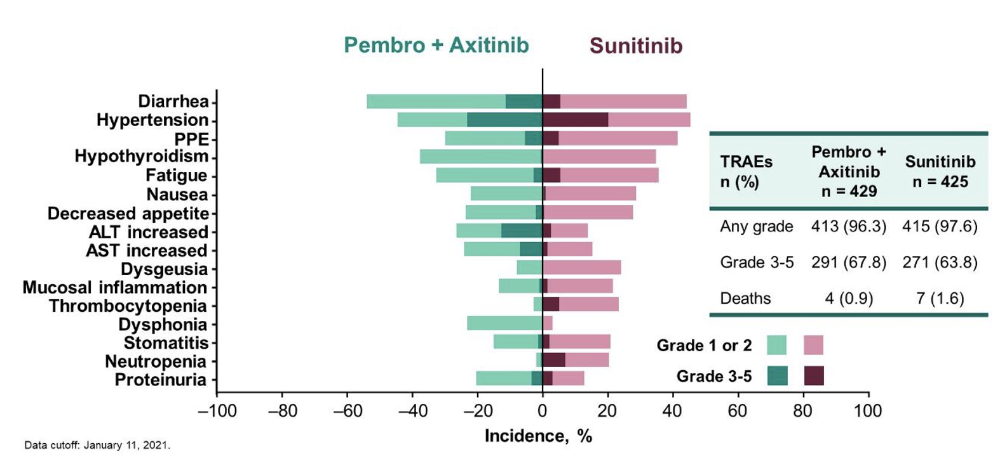 Pembro + Axitinib
Sunitinib
Diarrhea
Hypertension
PPE
Hypothyroidism
Fatigue
Nausea
Decreased appetite
ALT increased
AST increased
Dysgeusia
Mucosal inflammation
Thrombocytopenia
Dysphonia
Stomatitis
Neutropenia
Proteinuria
–100 –80 –60 –40 –20 0 20 40 60 80 100
Incidence, %
TRAEs
n (%)
Pembro +
Axitinib
n = 429
Sunitinib
n = 425
Any grade 413 (96.3) 415 (97.6)
Grade 3-5 291 (67.8) 271 (63.8)
Deaths 4 (0.9) 7 (1.6)
Grade 1 or 2
Grade 3-5
Data cutoff: January 11, 2021.